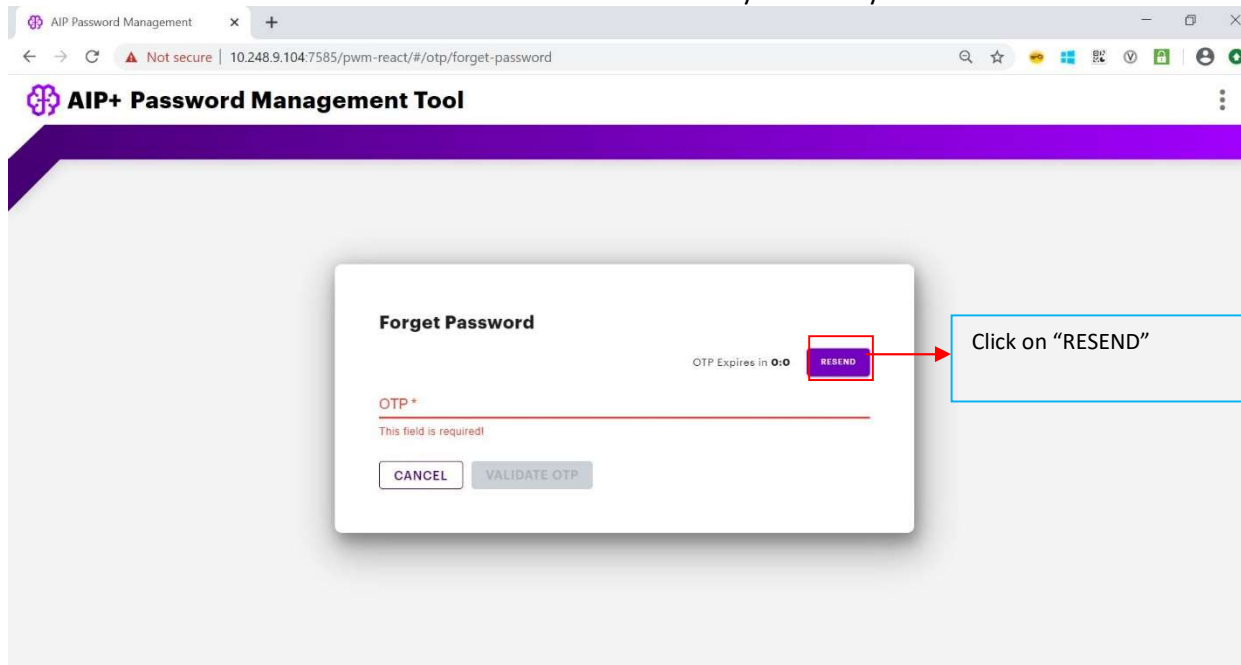 AIP Password Management
Not secure | 10.248.9.104:7585/pwm-react/#/otp/forget-password
AIP+ Password Management Tool
Forget Password
OTP Expires in 0:0
RESEND
Click on “RESEND”
OTP *
This field is required!
CANCEL
VALIDATE OTP